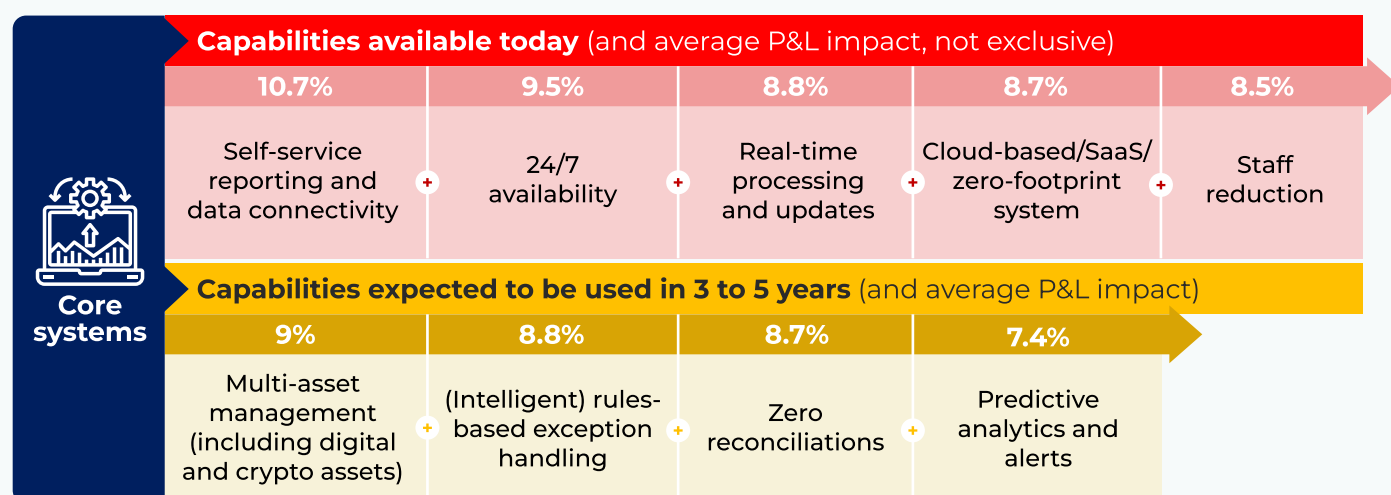 Capabilities available today (and average P&L impact, not exclusive)
10.7%
9.5%
8.8%
8.7%
8.5%
Self-service
reporting and
data connectivity
+
24/7
availability
+
Real-time
processing
and updates
+
Cloud-based/SaaS/
zero-footprint
system
+
Staff
reduction
Core
systems
Capabilities expected to be used in 3 to 5 years (and average P&L impact)
9%
8.8%
8.7%
7.4%
Multi-asset
management
(including digital
and crypto assets)
+
(Intelligent) rules-
based exception
handling
+
Zero
reconciliations
+
Predictive
analytics and
alerts